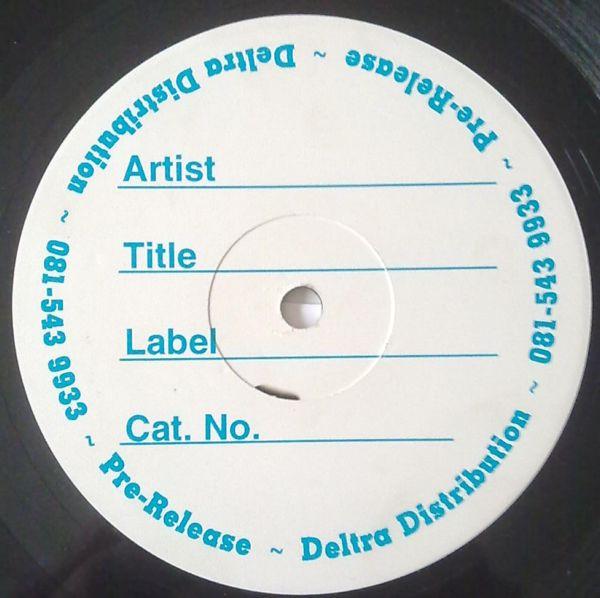 Pre-Release ~ Deltra Distribution ~ 081-543 9933 ~ Pre-Release ~ Deltra Distribution ~ 081-543 9933 ~
Artist
Title
Label
Cat. No.